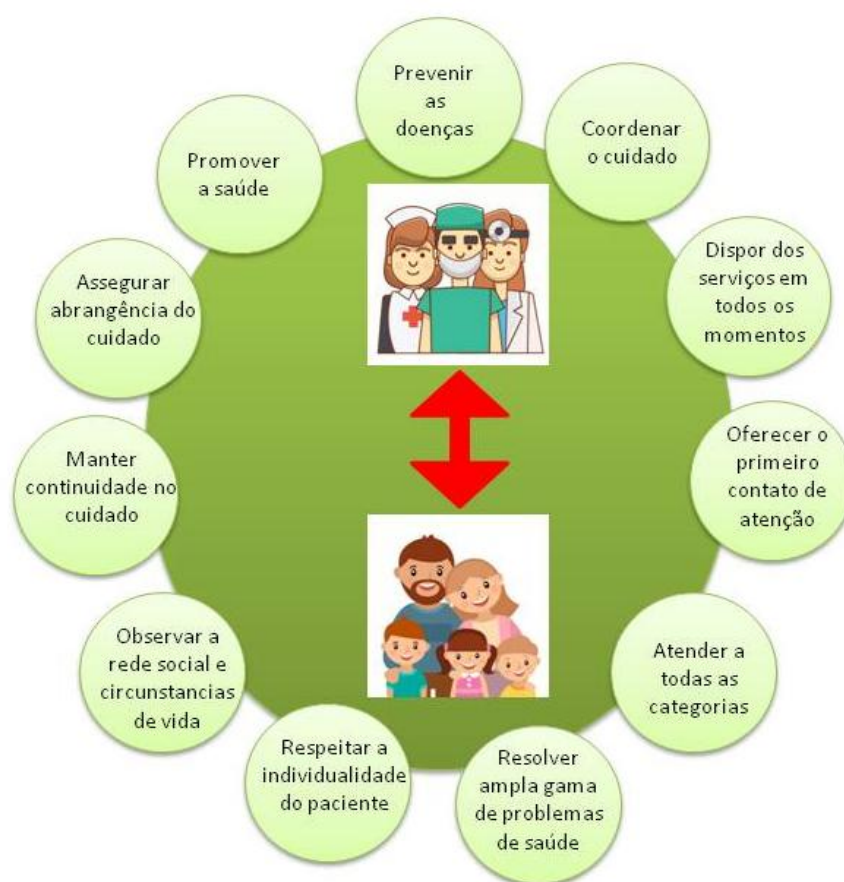 Prevenir
as
doenças
Coordenar
o cuidado
Dispor dos
serviços em
todos os
momentos
Oferecer o
primeiro
contato de
atenção
Atender a
todas as
categorias
Resolver
ampla gama
de problemas
de saúde
Respeitar a
individualidade
do paciente
Observar a
rede social e
circunstancias
de vida
Manter
continuidade no
cuidado
Assegurar
abrangência do
cuidado
Promover
a saúde